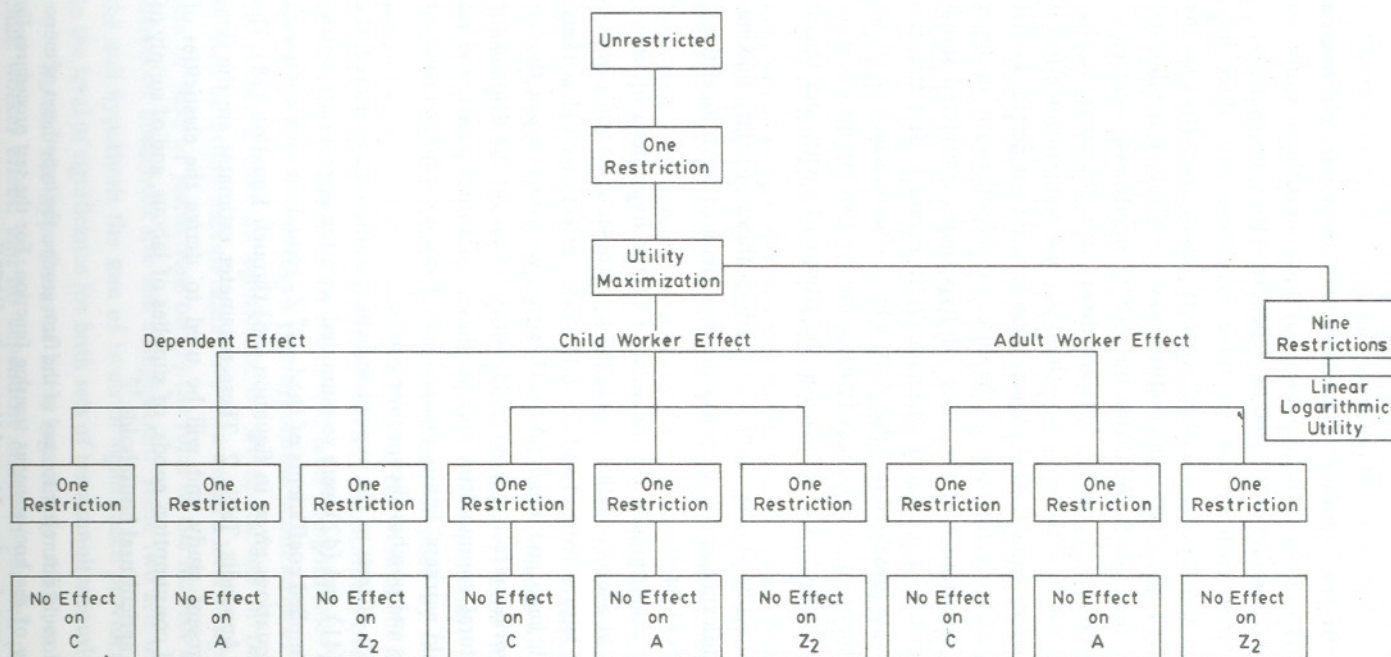 Unrestricted
One
Restriction
Utility
Maximization
Nine
Restrictions
Linear
Logarithmic
Utility
Dependent Effect
Child Worker Effect
Adult Worker Effect
One
Restriction
One
Restriction
One
Restriction
One
Restriction
One
Restriction
One
Restriction
One
Restriction
One
Restriction
One
Restriction
No Effect
on
C
No Effect
on
A
No Effect
on
Z₂
No Effect
on
C
No Effect
on
A
No Effect
on
Z₂
No Effect
on
C
No Effect
on
A
No Effect
on
Z₂